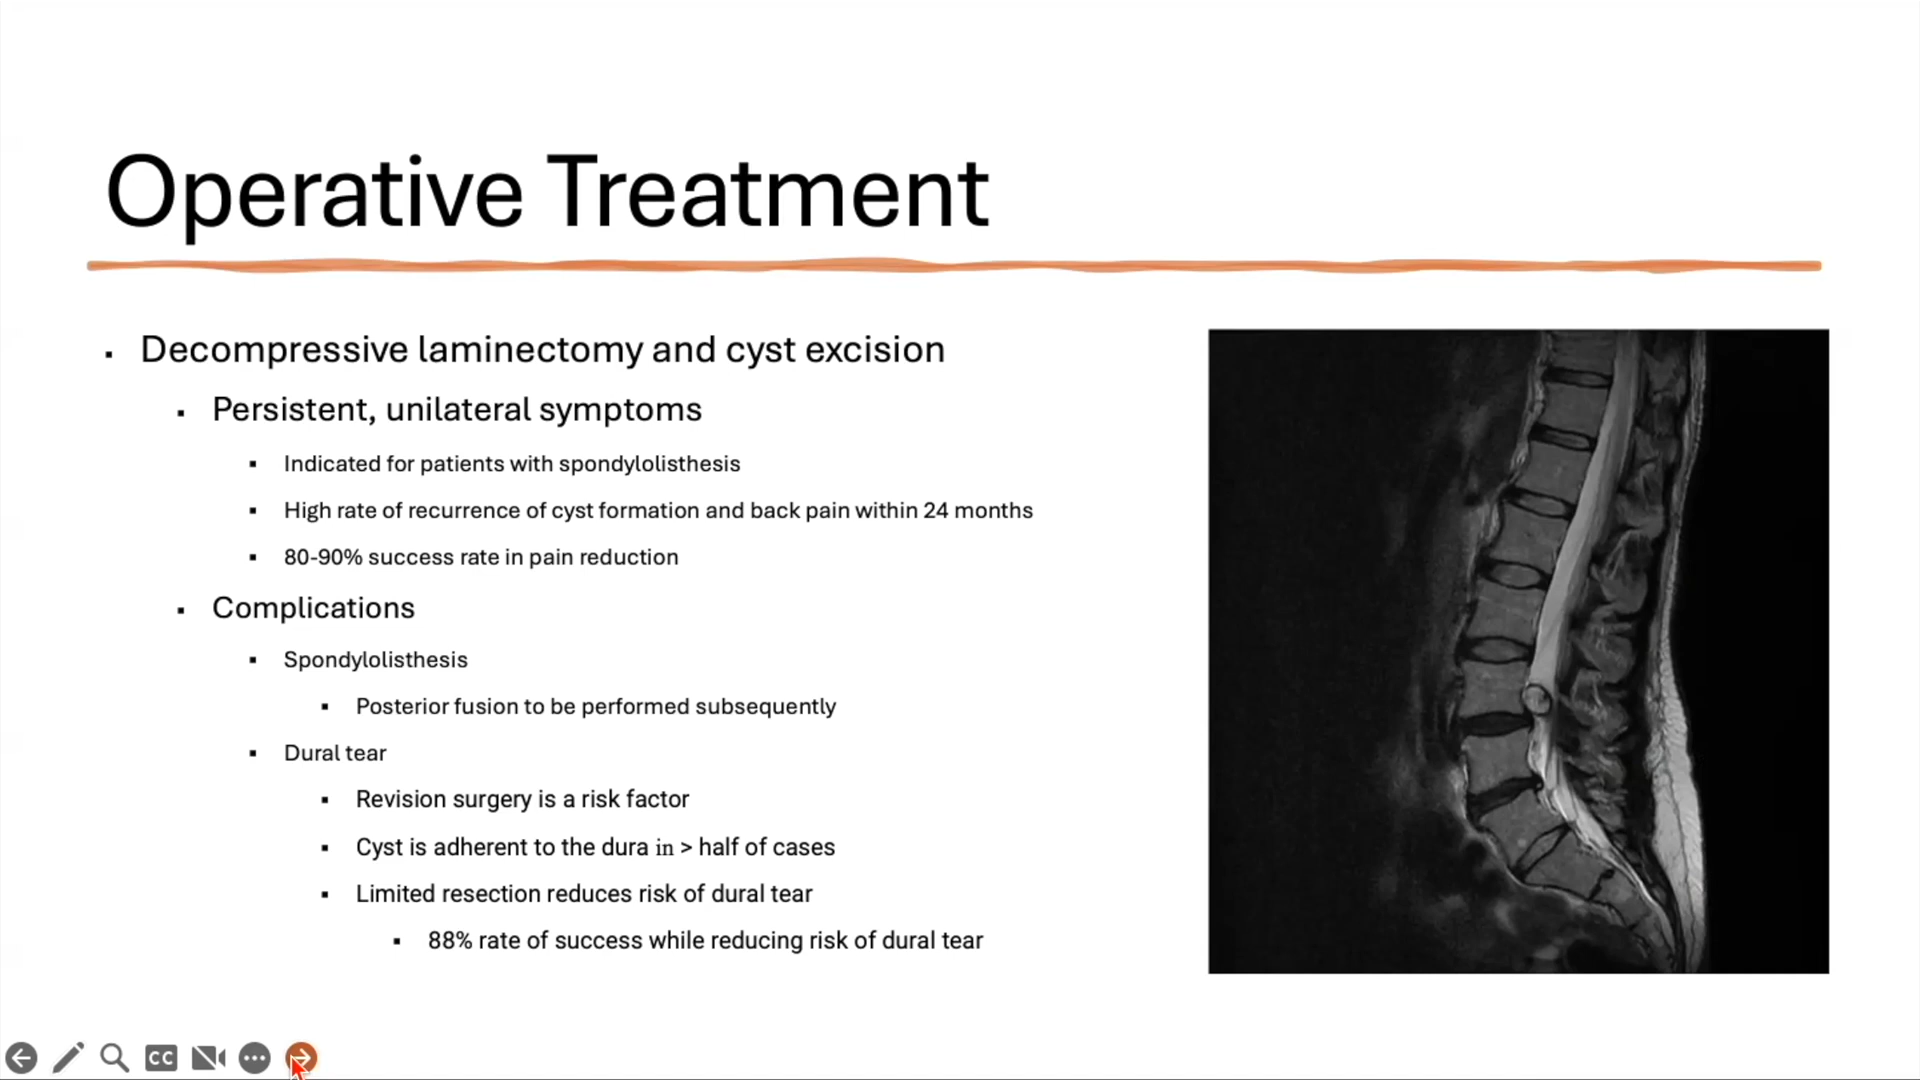 Operative Treatment
Decompressive laminectomy and cyst excision
Persistent, unilateral symptoms
Indicated for patients with spondylolisthesis
High rate of recurrence of cyst formation and back pain within 24 months
80-90% success rate in pain reduction
Complications
Spondylolisthesis
Posterior fusion to be performed subsequently
Dural tear
Revision surgery is a risk factor
Cyst is adherent to the dura in > half of cases
Limited resection reduces risk of dural tear
88% rate of success while reducing risk of dural tear
CC